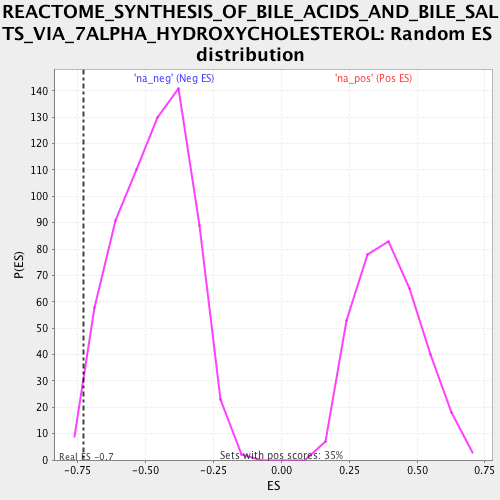 REACTOME_SYNTHESIS_OF_BILE_ACIDS_AND_BILE_SAL
TS_VIA_7ALPHA_HYDROXYCHOLESTEROL: Random ES
distribution
'na_neg' (Neg ES)
'na_pos' (Pos ES)
140
130
120
110
100
90
80
70
60
50
40
30
20
10
0
P(ES)
Real ES -0.7
Sets with pos scores: 35%
-0.75
-0.50
-0.25
0.00
0.25
0.50
0.75
ES